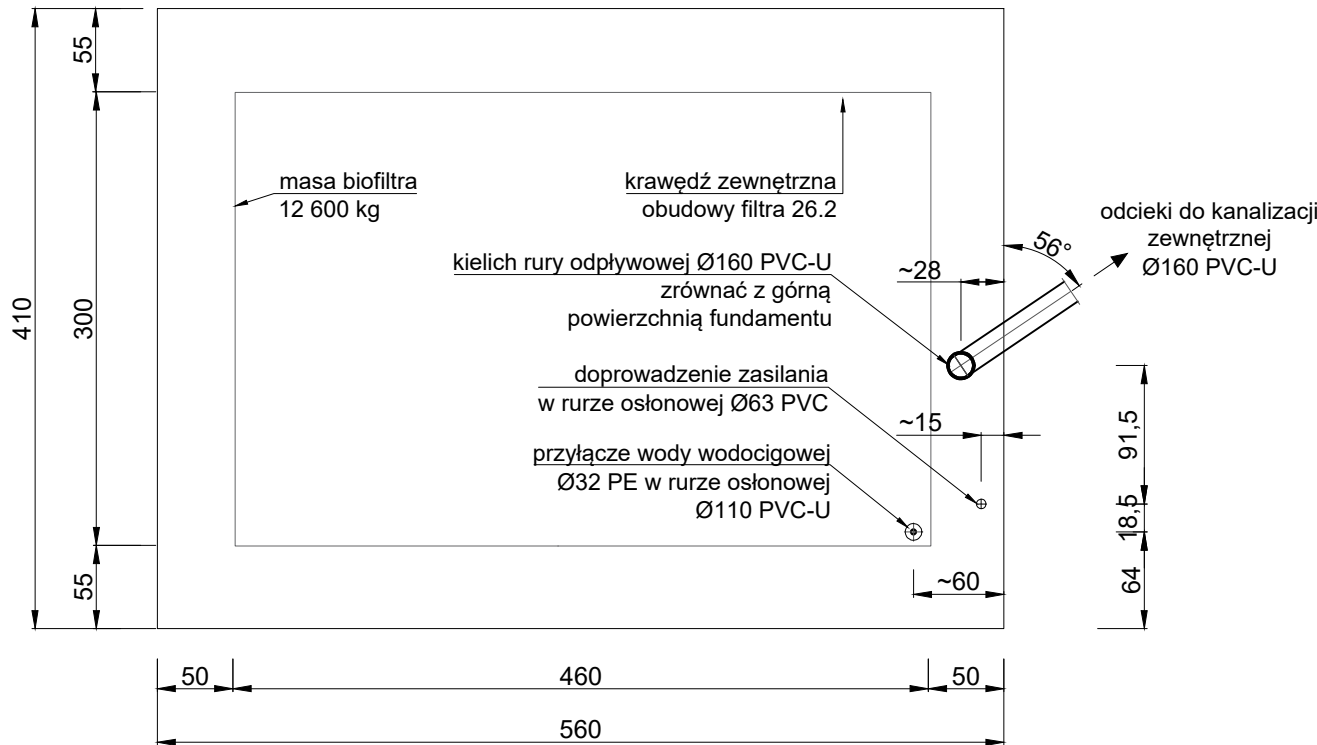 55
masa biofiltra
12 600 kg
krawędź zewnętrzna
obudowy filtra 26.2
odcieki do kanalizacji
zewnętrznej
Ø160 PVC-U
56°
kielich rury odpływowej Ø160 PVC-U
zrównać z górną
powierzchnią fundamentu
~28
410
300
doprowadzenie zasilania
w rurze osłonowej Ø63 PVC
~15
91,5
przyłącze wody wodocigowej
Ø32 PE w rurze osłonowej
Ø110 PVC-U
18,5
~60
64
55
50
460
50
560